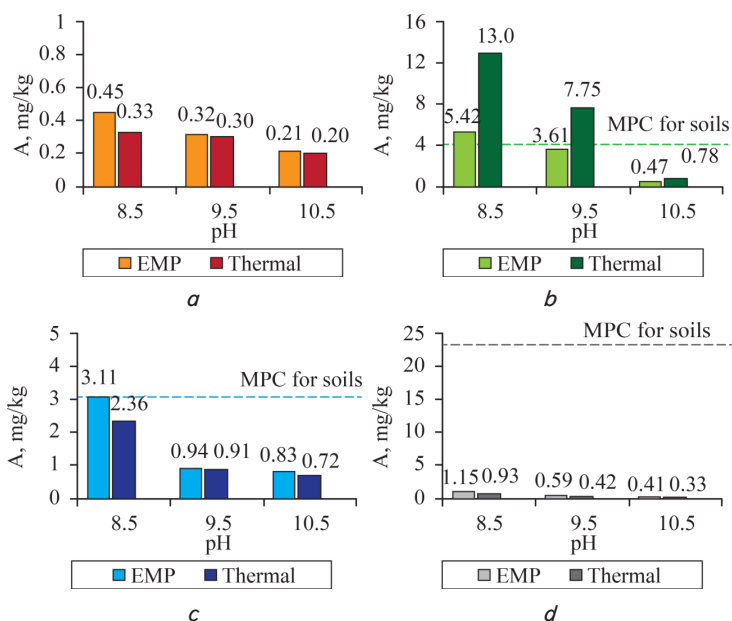 1
0.8
0.6
0.4
0.2
0
A, mg/kg
0.45
0.33
0.32
0.30
0.21
0.20
8.5
9.5
10.5
pH
EMP
Thermal
a
16
12
8
4
0
A, mg/kg
5.42
13.0
3.61
7.75
0.47
0.78
MPC for soils
8.5
9.5
10.5
pH
EMP
Thermal
b
5
4
3
2
1
0
A, mg/kg
3.11
2.36
0.94
0.91
0.83
0.72
MPC for soils
8.5
9.5
10.5
pH
EMP
Thermal
c
25
20
15
10
5
0
A, mg/kg
MPC for soils
1.15
0.93
0.59
0.42
0.41
0.33
8.5
9.5
10.5
pH
EMP
Thermal
d